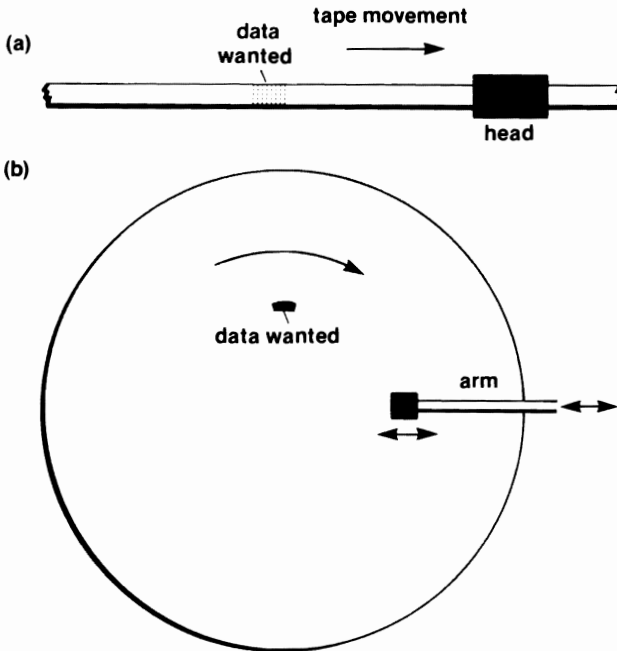 (a)
data
wanted
tape movement
head
(b)
data wanted
arm